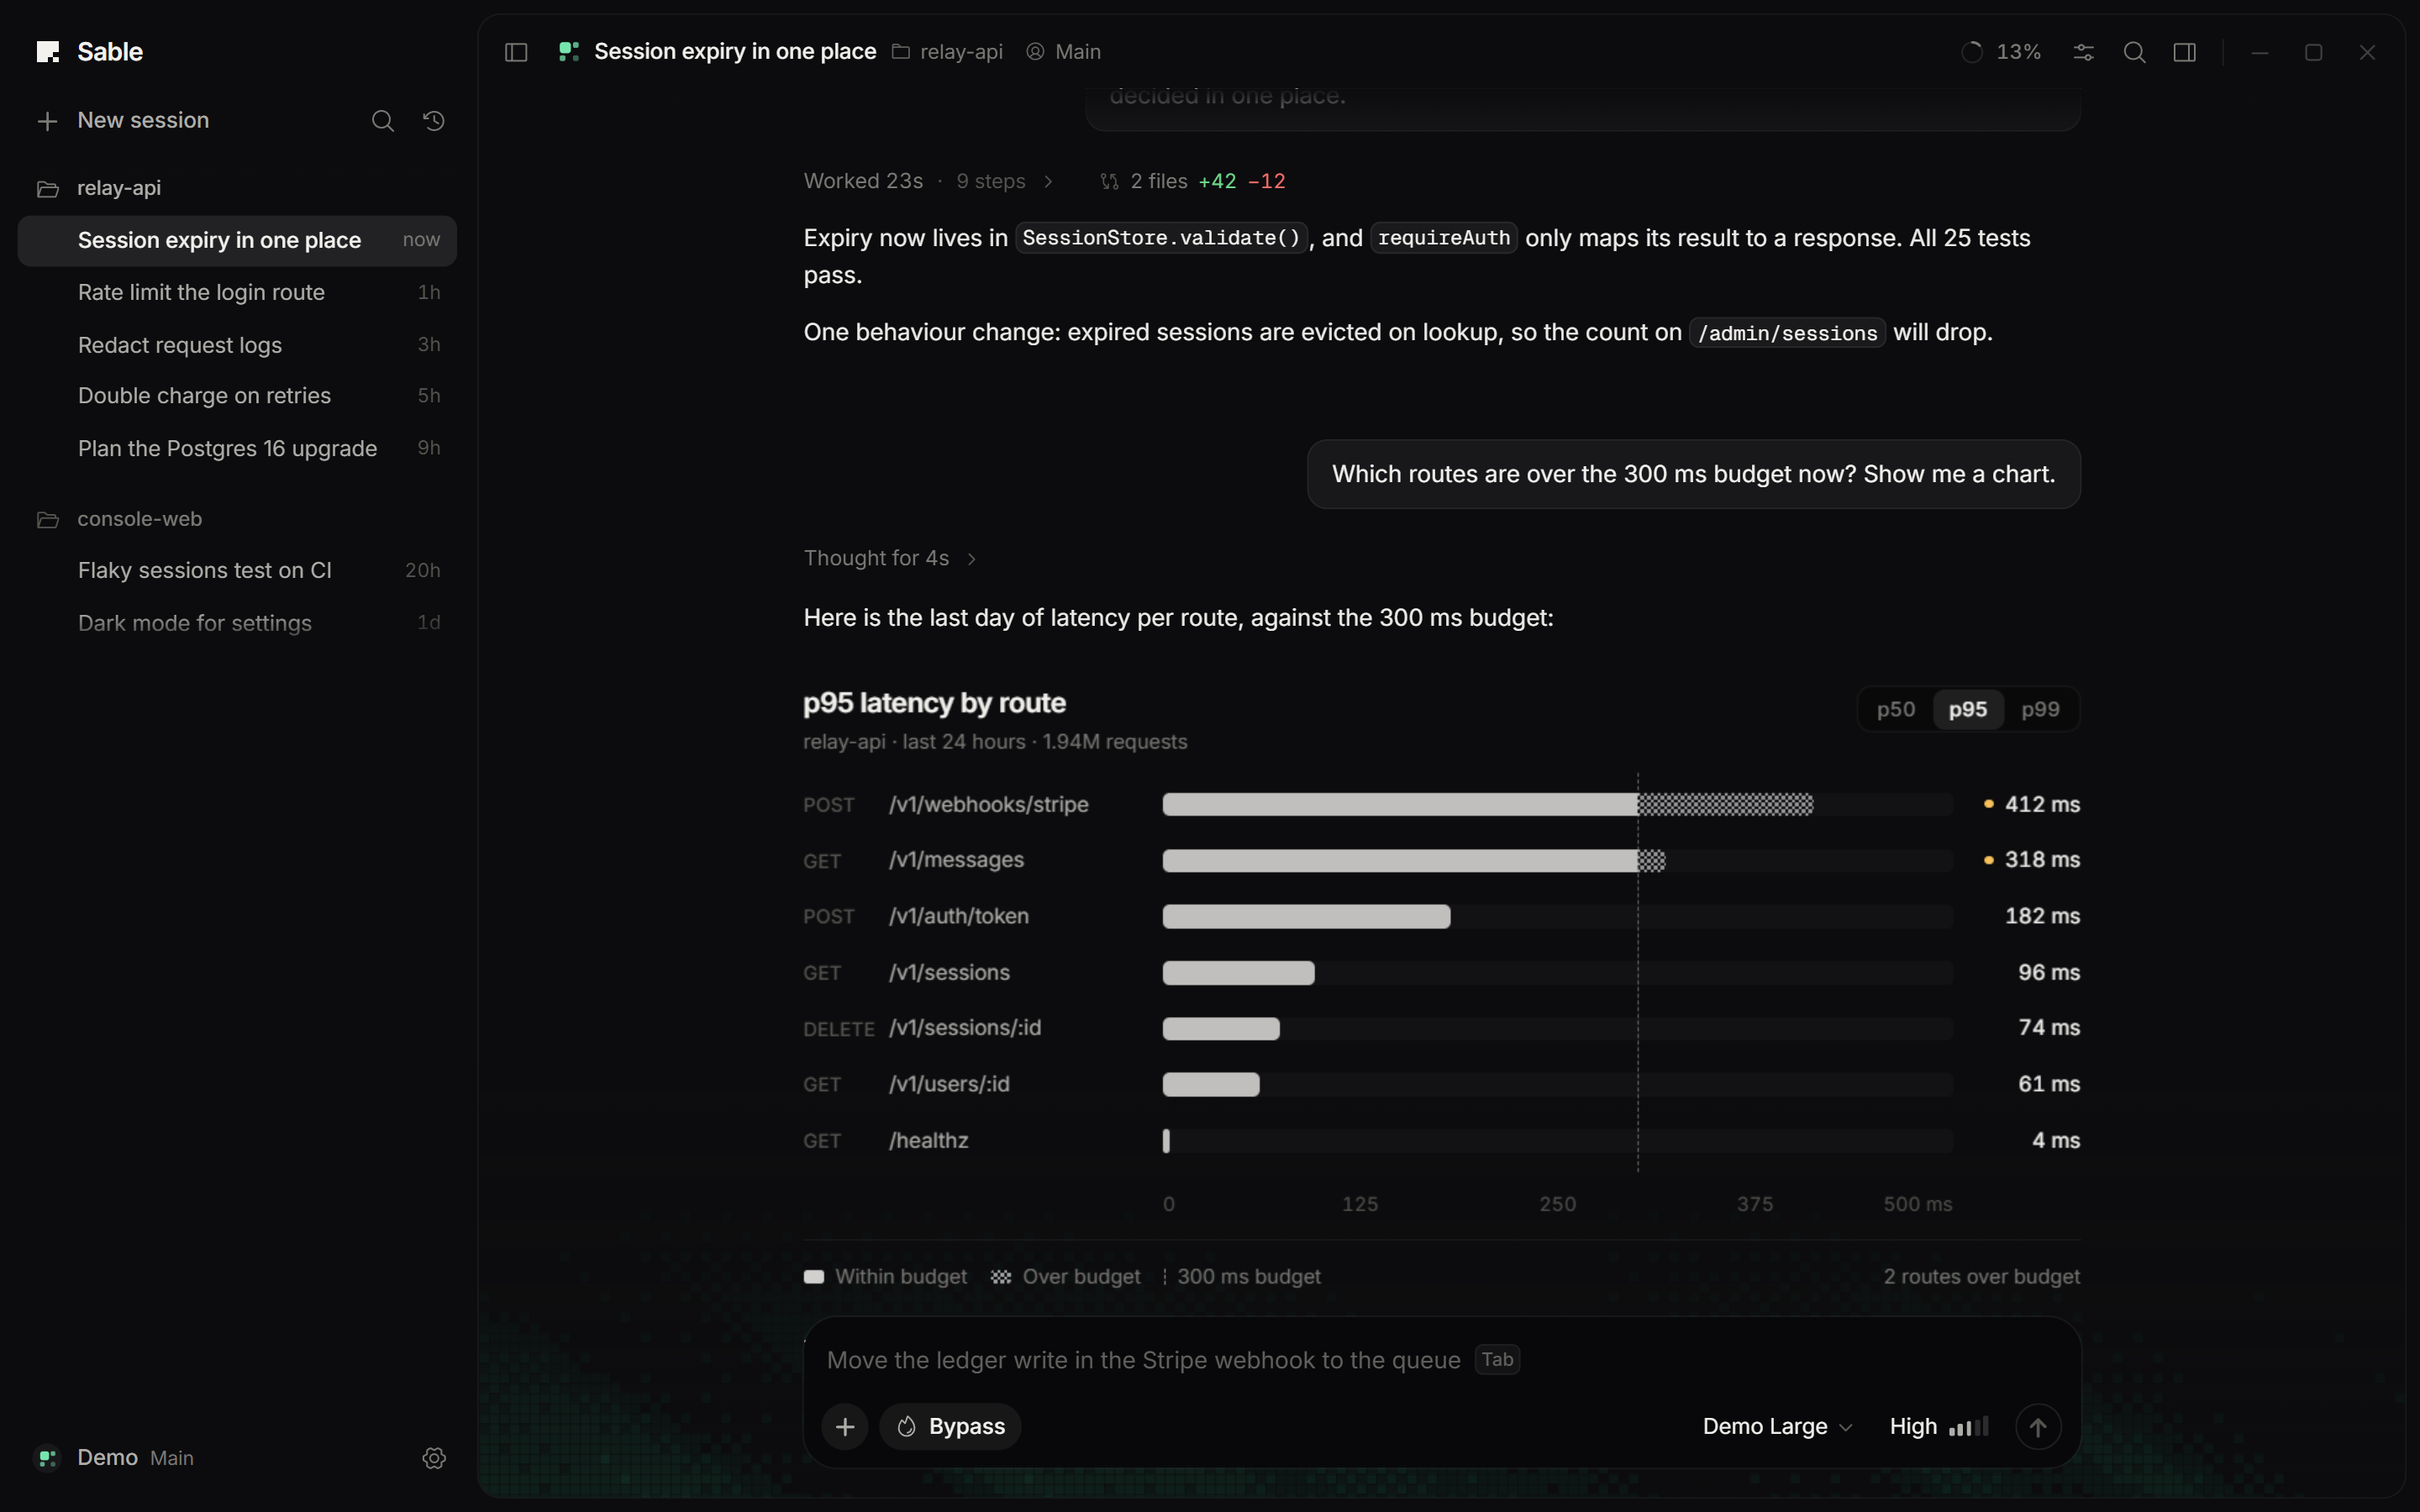 Sable
New session
relay-api
Session expiry in one place now
Rate limit the login route 1h
Redact request logs 3h
Double charge on retries 5h
Plan the Postgres 16 upgrade 9h
console-web
Flaky sessions test on CI 20h
Dark mode for settings 1d
Demo Main
Session expiry in one place relay-api Main 13%
decided in one place.
Worked 23s · 9 steps 2 files +42 −12
Expiry now lives in SessionStore.validate(), and requireAuth only maps its result to a response. All 25 tests
pass.
One behaviour change: expired sessions are evicted on lookup, so the count on /admin/sessions will drop.
Which routes are over the 300 ms budget now? Show me a chart.
Thought for 4s
Here is the last day of latency per route, against the 300 ms budget:
p95 latency by route p50 p95 p99
relay-api · last 24 hours · 1.94M requests
POST /v1/webhooks/stripe 412 ms
GET /v1/messages 318 ms
POST /v1/auth/token 182 ms
GET /v1/sessions 96 ms
DELETE /v1/sessions/:id 74 ms
GET /v1/users/:id 61 ms
GET /healthz 4 ms
0 125 250 375 500 ms
Within budget Over budget 300 ms budget 2 routes over budget
Move the ledger write in the Stripe webhook to the queue Tab
Bypass Demo Large High